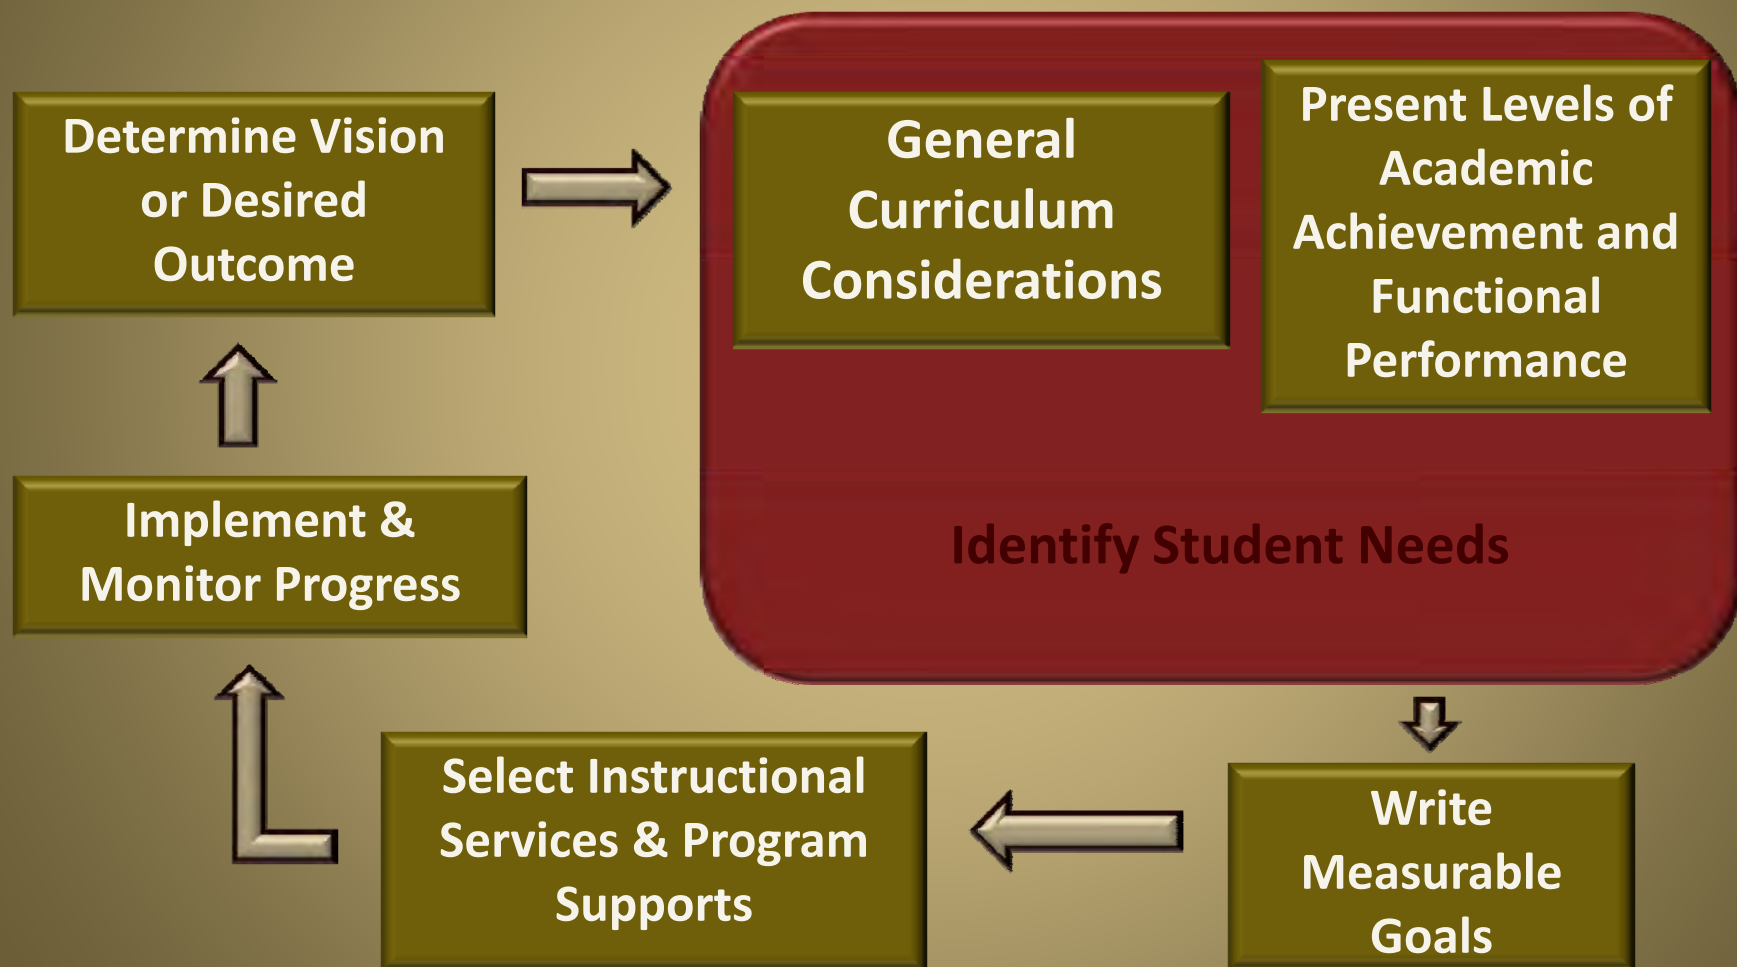 Determine Vision
or Desired
Outcome
General
Curriculum
Considerations
Present Levels of
Academic
Achievement and
Functional
Performance
Identify Student Needs
Implement &
Monitor Progress
Select Instructional
Services & Program
Supports
Write
Measurable
Goals